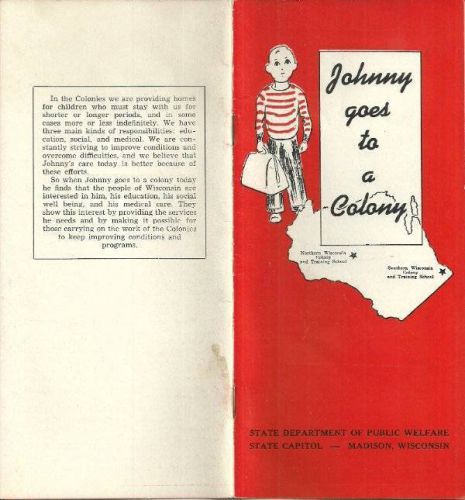 In the Colonies we are providing homes
for children who must stay with us for
shorter or longer periods, and in some
cases more or less indefinitely. We have
three main kinds of responsibilities: edu-
cation, social, and medical. We are con-
stantly striving to improve conditions and
overcome difficulties, and we believe that
Johnny's care today is better because of
these efforts.
So when Johnny goes to a colony today
he finds that the people of Wisconsin are
interested in him, his education, his social
well being, and his medical care. They
show this interest by providing the services
he needs and by making it possible for
those carrying on the work of the Colonies
to keep improving conditions and
programs.
Johnny
goes
to
a
Colony
Northern Wisconsin
Colony
and Training School
Southern Wisconsin
Colony
and Training School
STATE DEPARTMENT OF PUBLIC WELFARE
STATE CAPITOL — MADISON, WISCONSIN